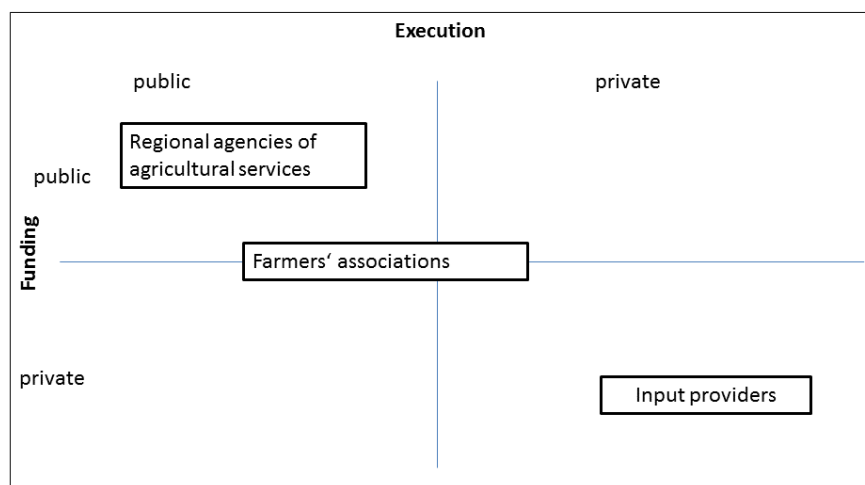 Execution
public
private
Regional agencies of
agricultural services
public
Funding
Farmers‘ associations
private
Input providers